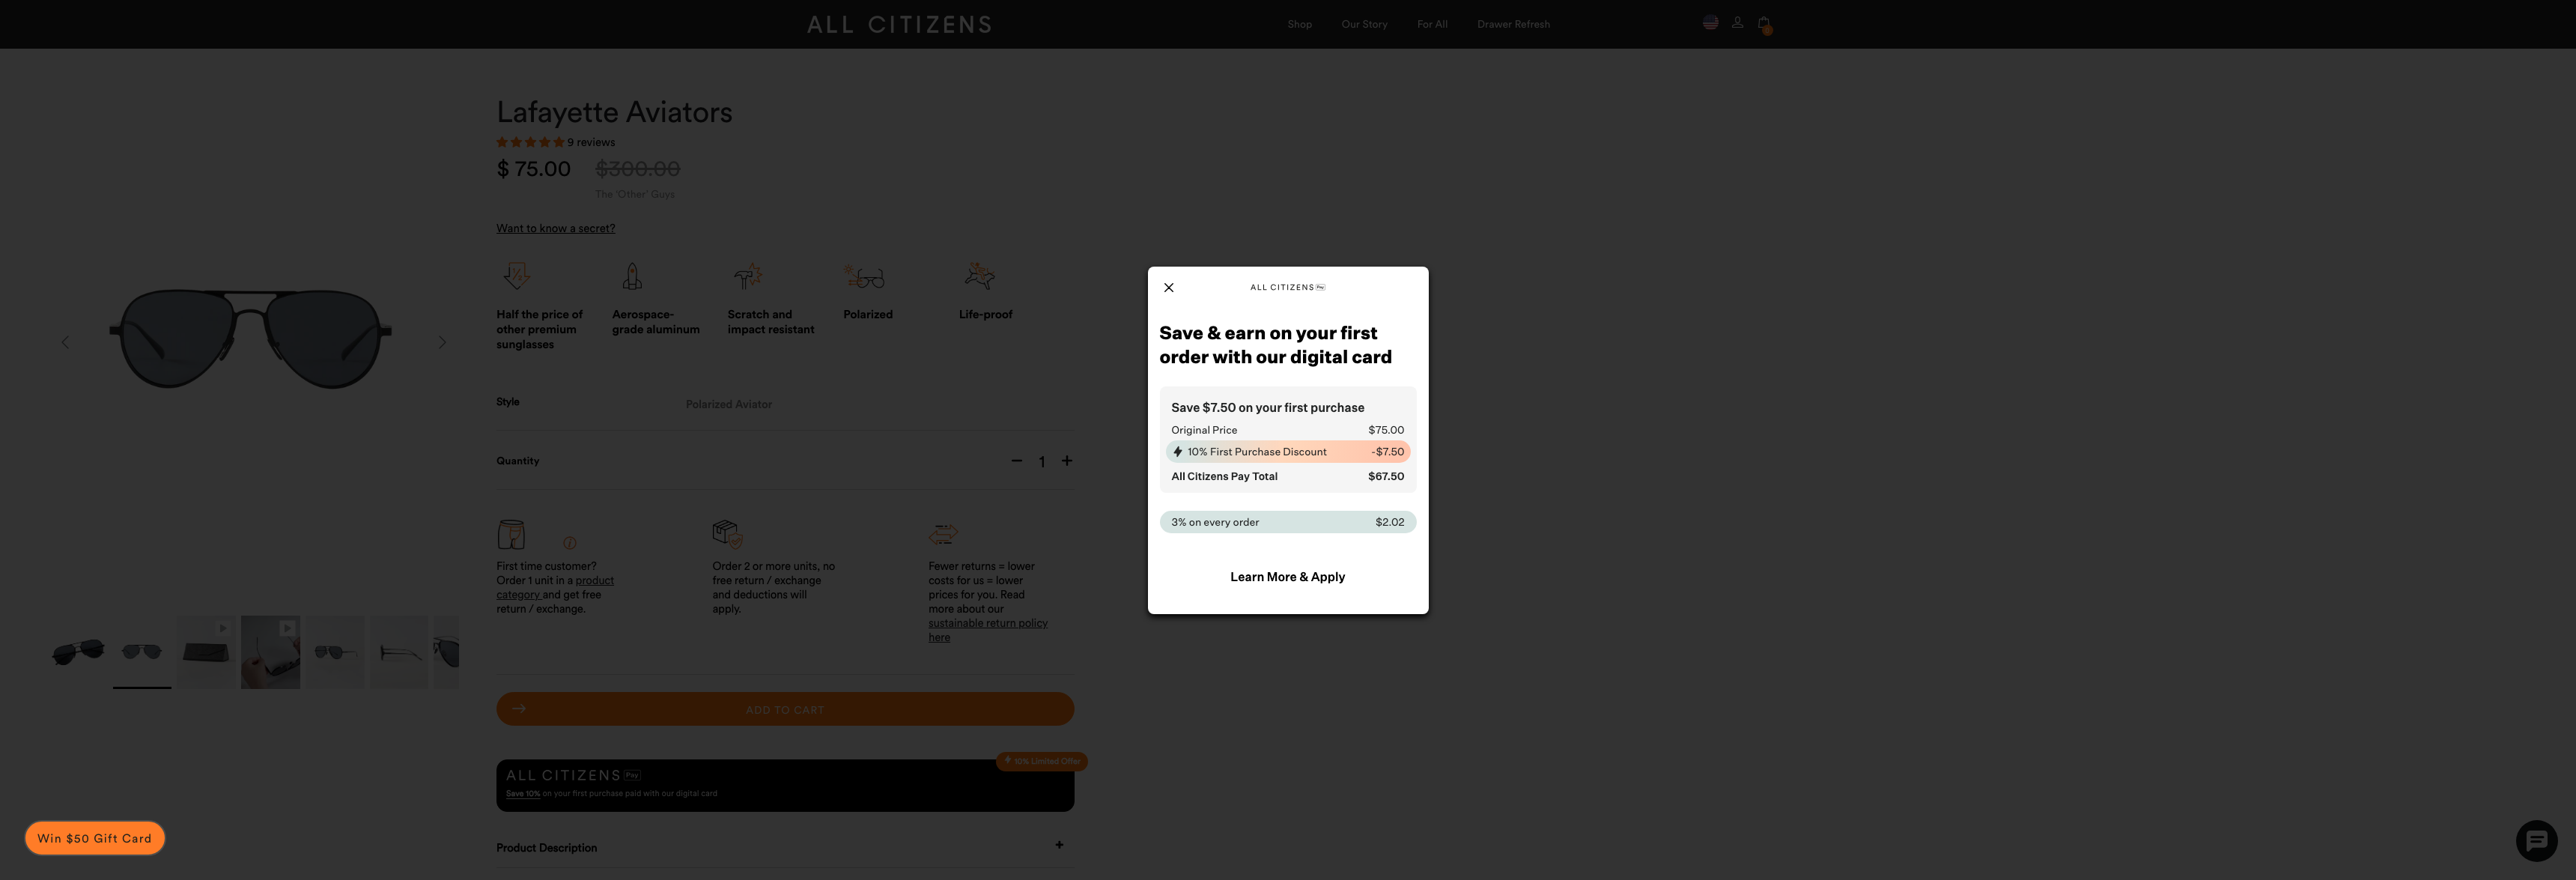 ALL CITIZENS
Shop
Our Story
For All
Drawer Refresh
Lafayette Aviators
9 reviews
$ 75.00
$300.00
The 'Other' Guys
Want to know a secret?
Half the price of
other premium
sunglasses
Aerospace-
grade aluminum
Scratch and
impact resistant
Polarized
Life-proof
Style
Polarized Aviator
Quantity
1
First time customer?
Order 1 unit in a product
category and get free
return / exchange.
Order 2 or more units, no
free return / exchange
and deductions will
apply.
Fewer returns = lower
costs for us = lower
prices for you. Read
more about our
sustainable return policy
here
ADD TO CART
10% Limited Offer
ALL CITIZENS Pay
Save 10% on your first purchase paid with our digital card
Product Description
Win $50 Gift Card
ALL CITIZENS Pay
Save & earn on your first
order with our digital card
Save $7.50 on your first purchase
Original Price $75.00
10% First Purchase Discount -$7.50
All Citizens Pay Total $67.50
3% on every order $2.02
Learn More & Apply